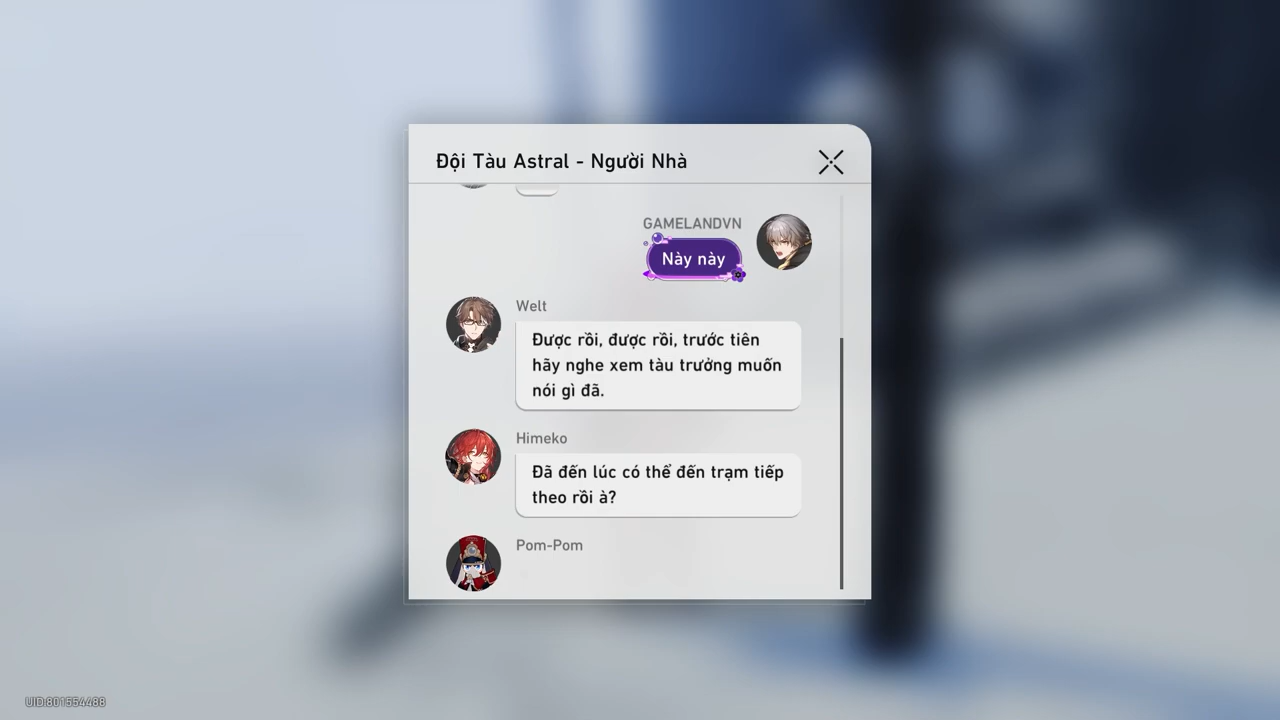 Đội Tàu Astral - Người Nhà
GAMELANDVN
Này này
Welt
Được rồi, được rồi, trước tiên
hãy nghe xem tàu trưởng muốn
nói gì đã.
Himeko
Đã đến lúc có thể đến trạm tiếp
theo rồi à?
Pom-Pom
UID:801554488